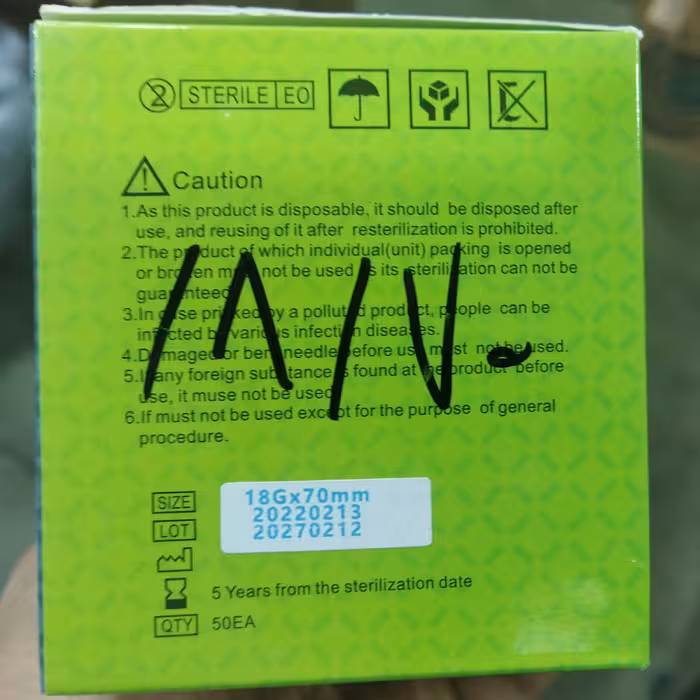 2 STERILE EO
Caution
1.As this product is disposable, it should be disposed after
use, and reusing of it after resterilization is prohibited.
2.The product of which individual(unit) packing is opened
or broken not be used as its sterilization can not be
guaranteed
3.In case pricked by a polluted product, people can be
infected by various infection diseases.
4.Damaged or bent needle before use must not be used.
5.If any foreign substance is found at the product before
use, it muse not be used
6.If must not be used except for the purpose of general
procedure.
SIZE 18Gx70mm
LOT 20220213
20270212
5 Years from the sterilization date
QTY 50EA